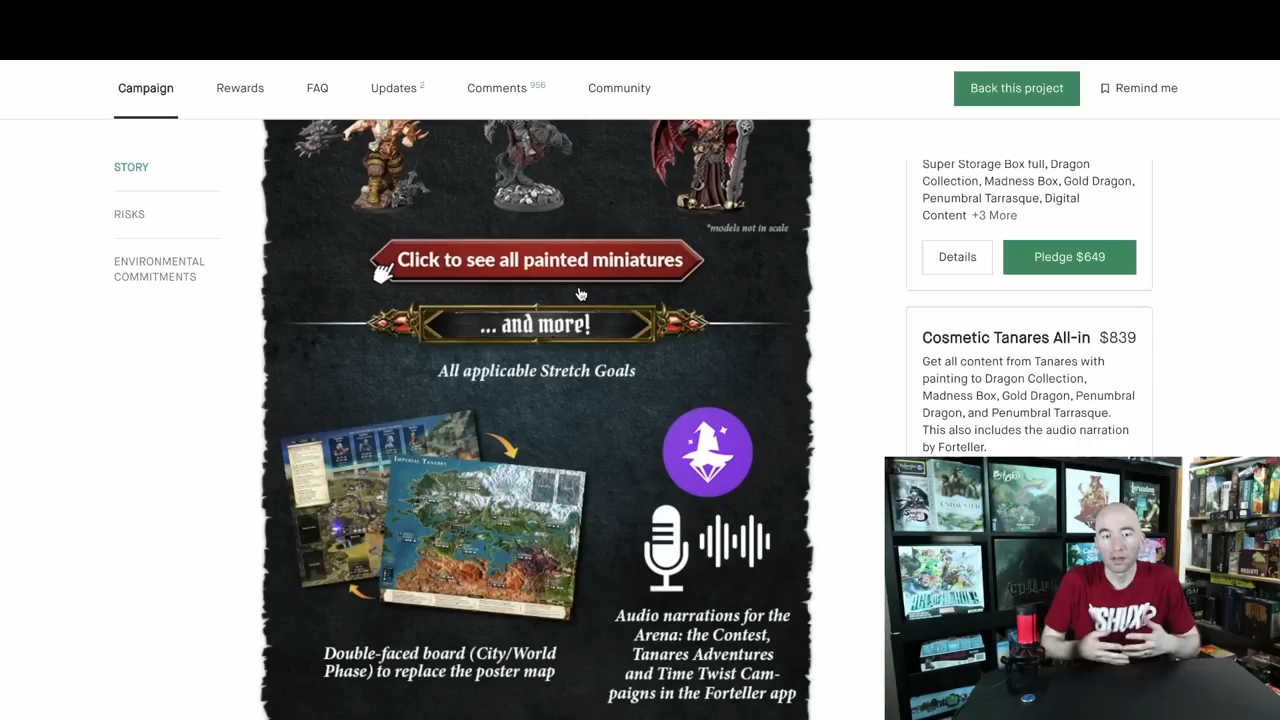 Campaign
Rewards
FAQ
Updates 2
Comments 956
Community
Back this project
Remind me
STORY
RISKS
ENVIRONMENTAL
COMMITMENTS
*models not in scale
Click to see all painted miniatures
... and more!
All applicable Stretch Goals
IMPERIAL TANARES
Double-faced board (City/World
Phase) to replace the poster map
Audio narrations for the
Arena: the Contest,
Tanares Adventures
and Time Twist Cam-
paigns in the Forteller app
Super Storage Box full, Dragon
Collection, Madness Box, Gold Dragon,
Penumbral Tarrasque, Digital
Content +3 More
Details
Pledge $649
Cosmetic Tanares All-in $839
Get all content from Tanares with
painting to Dragon Collection,
Madness Box, Gold Dragon, Penumbral
Dragon, and Penumbral Tarrasque.
This also includes the audio narration
by Forteller.
UNDAUNTED
SHUX